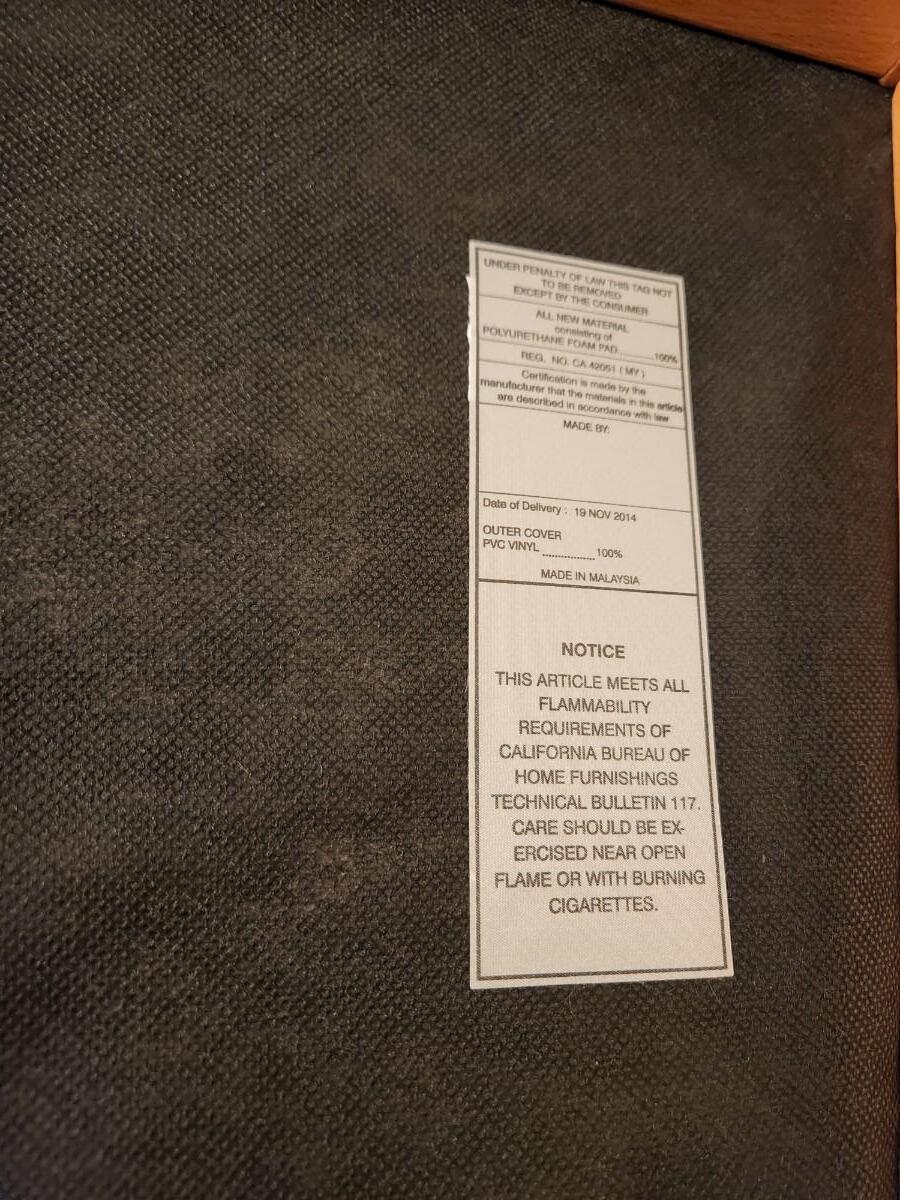 UNDER PENALTY OF LAW THIS TAG NOT
TO BE REMOVED
EXCEPT BY THE CONSUMER
ALL NEW MATERIAL
consisting of
POLYURETHANE FOAM PAD..............100%
REG. NO. CA 42051 ( MY )
Certification is made by the
manufacturer that the materials in this article
are described in accordance with law
MADE BY:
Date of Delivery : 19 NOV 2014
OUTER COVER
PVC VINYL ................ 100%
MADE IN MALAYSIA
NOTICE
THIS ARTICLE MEETS ALL
FLAMMABILITY
REQUIREMENTS OF
CALIFORNIA BUREAU OF
HOME FURNISHINGS
TECHNICAL BULLETIN 117.
CARE SHOULD BE EX-
ERCISED NEAR OPEN
FLAME OR WITH BURNING
CIGARETTES.